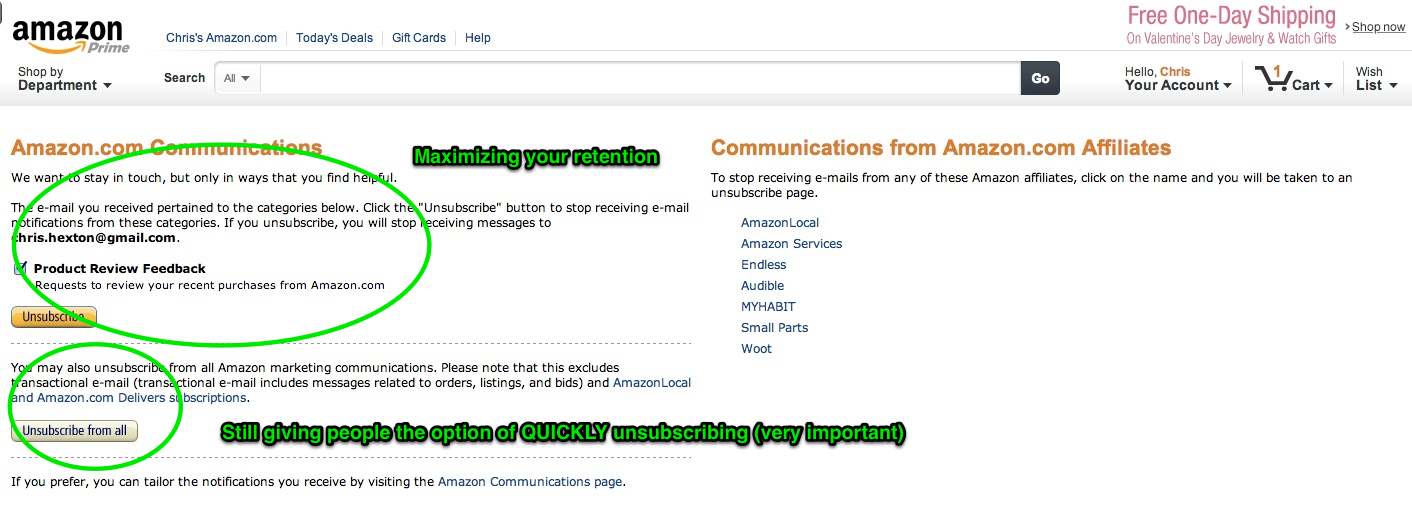 amazon
Prime
Chris's Amazon.com
Today's Deals
Gift Cards
Help
Free One-Day Shipping
On Valentine's Day Jewelry & Watch Gifts
Shop now
Shop by
Department
Search
All
Go
Hello, Chris
Your Account
1
Cart
Wish
List
Amazon.com Communications
Maximizing your retention
We want to stay in touch, but only in ways that you find helpful.
The e-mail you received pertained to the categories below. Click the "Unsubscribe" button to stop receiving e-mail
notifications from these categories. If you unsubscribe, you will stop receiving messages to
chris.hexton@gmail.com.
Product Review Feedback
Requests to review your recent purchases from Amazon.com
Unsubscribe
You may also unsubscribe from all Amazon marketing communications. Please note that this excludes
transactional e-mail (transactional e-mail includes messages related to orders, listings, and bids) and AmazonLocal
and Amazon.com Delivers subscriptions.
Unsubscribe from all
Still giving people the option of QUICKLY unsubscribing (very important)
If you prefer, you can tailor the notifications you receive by visiting the Amazon Communications page.
Communications from Amazon.com Affiliates
To stop receiving e-mails from any of these Amazon affiliates, click on the name and you will be taken to an
unsubscribe page.
AmazonLocal
Amazon Services
Endless
Audible
MYHABIT
Small Parts
Woot